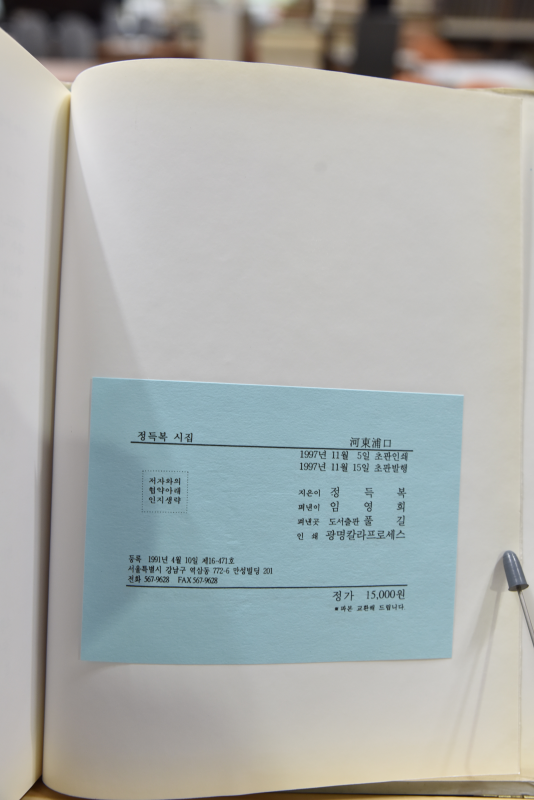 정득복 시집 河東浦口
1997년 11월 5일 초판인쇄
1997년 11월 15일 초판발행
저자와의
협약아래
인지생략
지은이 정 득 복
펴낸이 임 영 희
펴낸곳 도서출판 풀 길
인 쇄 광명칼라프로세스
등록 1991년 4월 10일 제16-471호
서울특별시 강남구 역삼동 772-6 안성빌딩 201
전화 567-9628 FAX 567-9628
정가 15,000원
★파본 교환해 드립니다.